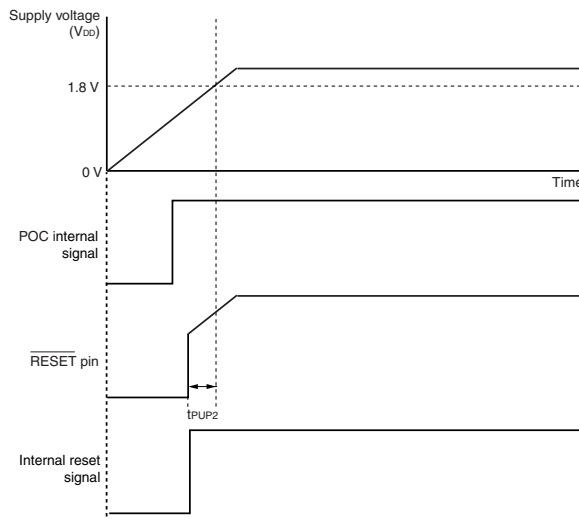 Supply voltage
(VDD)
1.8 V
0 V
Time
POC internal
signal
RESET pin
tPUP2
Internal reset
signal